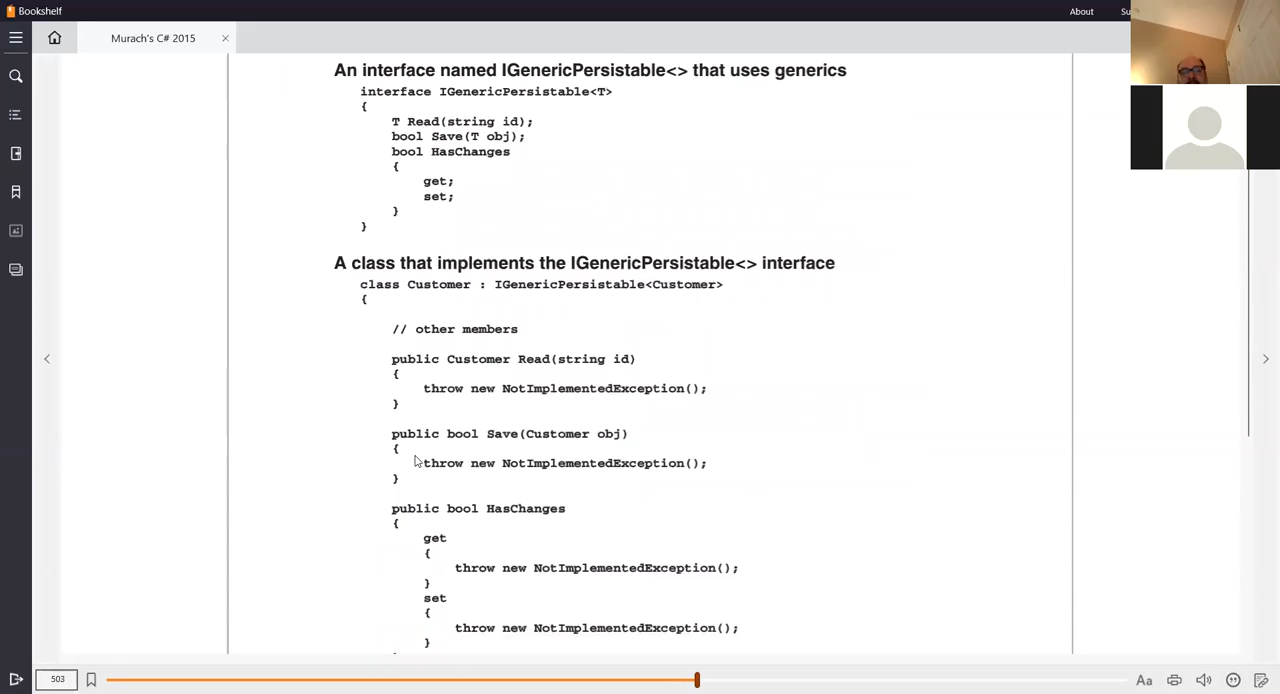 Bookshelf
About
Su
Murach's C# 2015
An interface named IGenericPersistable<> that uses generics
interface IGenericPersistable<T>
{
T Read(string id);
bool Save(T obj);
bool HasChanges
{
get;
set;
}
}
A class that implements the IGenericPersistable<> interface
class Customer : IGenericPersistable<Customer>
{
// other members
public Customer Read(string id)
{
throw new NotImplementedException();
}
public bool Save(Customer obj)
{
throw new NotImplementedException();
}
public bool HasChanges
{
get
{
throw new NotImplementedException();
}
set
{
throw new NotImplementedException();
}
503
Aa